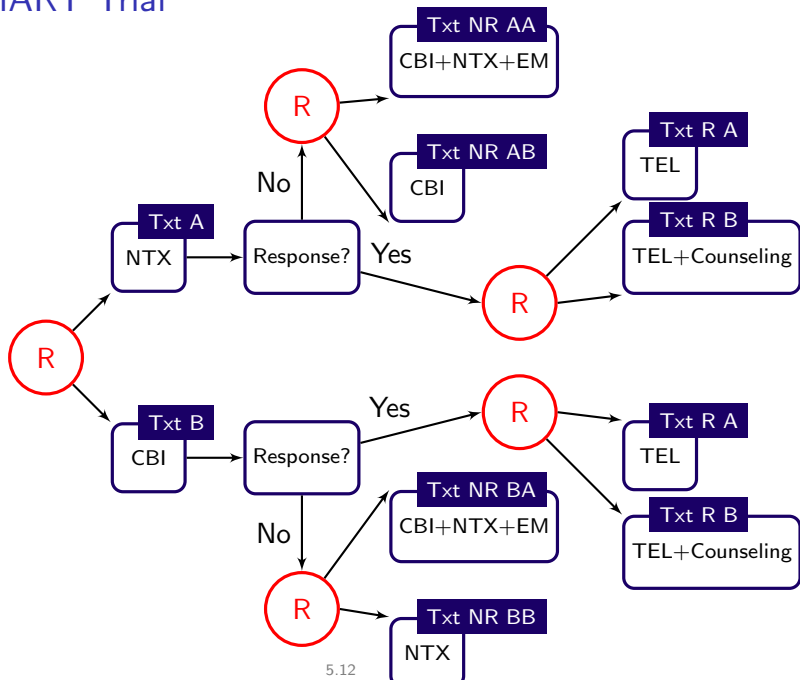 Trial
Txt NR AA
CBI+NTX+EM
R
Txt NR AB
CBI
No
Txt R A
TEL
Txt R B
TEL+Counseling
Txt A
NTX
Response?
Yes
R
R
Txt B
CBI
Response?
Yes
R
Txt R A
TEL
Txt R B
TEL+Counseling
No
Txt NR BA
CBI+NTX+EM
R
Txt NR BB
NTX
5.12